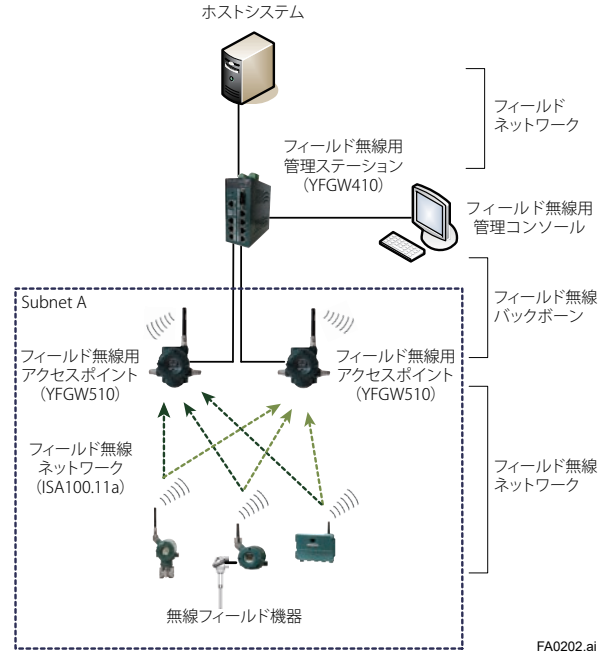 ホストシステム
フィールド
ネットワーク
フィールド無線用
管理ステーション
（YFGW410）
フィールド無線用
管理コンソール
フィールド無線
バックボーン
Subnet A
フィールド無線用
アクセスポイント
（YFGW510）
フィールド無線用
アクセスポイント
（YFGW510）
フィールド無線
ネットワーク
（ISA100.11a）
フィールド無線
ネットワーク
無線フィールド機器
FA0202.ai